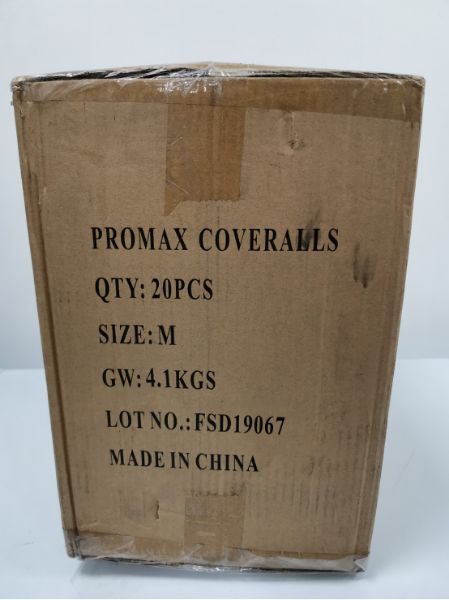 PROMAX COVERALLS
QTY: 20PCS
SIZE: M
GW: 4.1KGS
LOT NO.: FSD19067
MADE IN CHINA